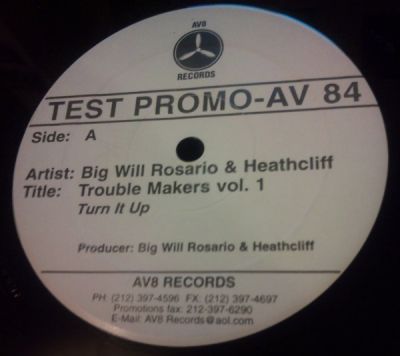 AV8
RECORDS
TEST PROMO-AV 84
Side: A
Artist: Big Will Rosario & Heathcliff
Title: Trouble Makers vol. 1
Turn It Up
Producer: Big Will Rosario & Heathcliff
AV8 RECORDS
PH: (212) 397-4596 FX: (212) 397-4697
Promotions fax: 212-397-6290
E-Mail: AV8 Records@aol.com